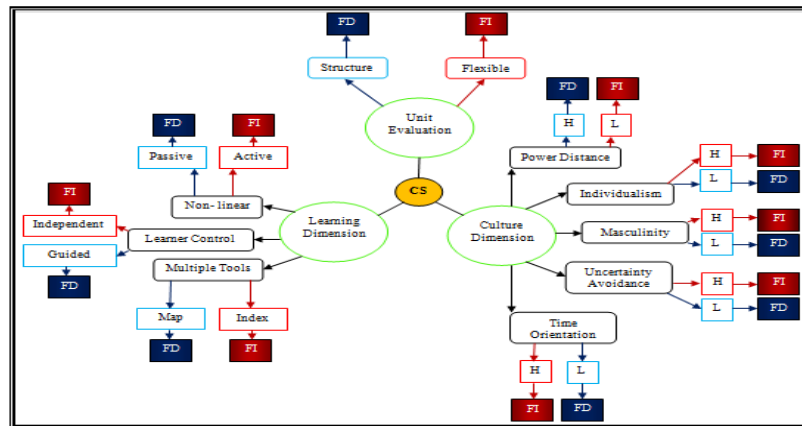 FD
FI
Structure
Flexible
Unit
Evaluation
FD
FI
Passive
Active
Non- linear
FI
Independent
Learner Control
Guided
FD
Multiple Tools
Map
Index
FD
FI
Learning
Dimension
CS
Culture
Dimension
FD
FI
H
L
Power Distance
Individualism
H
FI
L
FD
Masculinity
H
FI
L
FD
Uncertainty
Avoidance
H
FI
L
FD
Time
Orientation
H
L
FI
FD